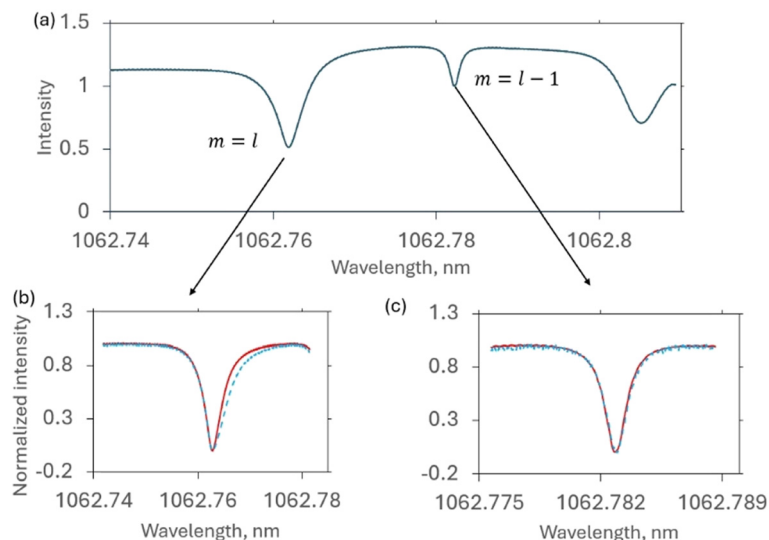 (a)
1.5
1
0.5
0
Intensity
m = l
m = l − 1
1062.74 1062.76 1062.78 1062.8
Wavelength, nm
(b)
1.3
0.8
0.3
-0.2
Normalized intensity
1062.74 1062.76 1062.78
Wavelength, nm
(c)
1.3
0.8
0.3
-0.2
1062.775 1062.782 1062.789
Wavelength, nm